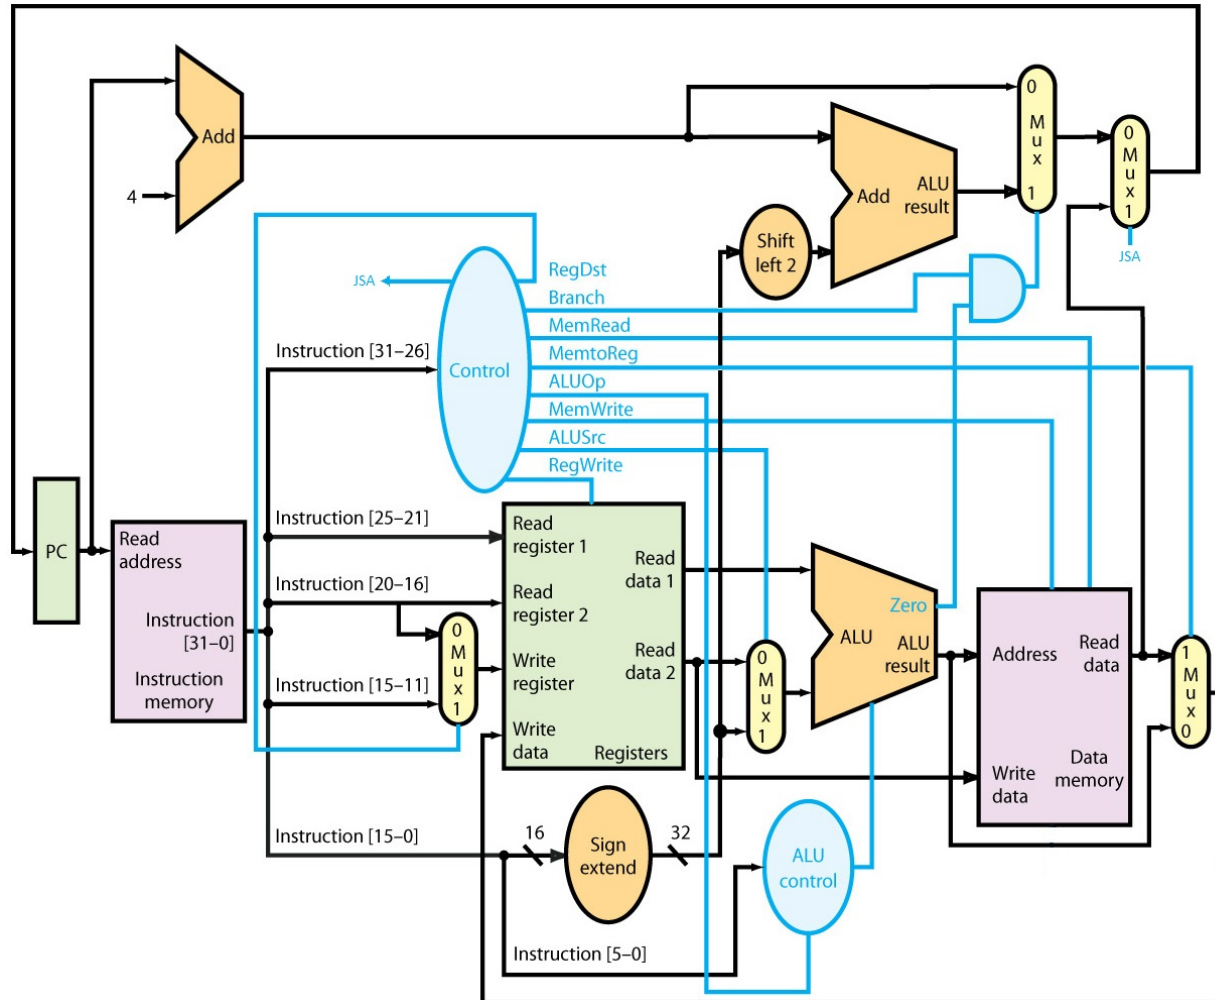 Add
4
0
Mux
1
0
Mux
1
JSA
Add
ALU
result
Shift
left 2
RegDst
JSA
Branch
MemRead
Instruction [31–26]
MemtoReg
Control
ALUOp
MemWrite
ALUSrc
RegWrite
PC
Read
address
Instruction
[31–0]
Instruction
memory
Instruction [25–21]
Instruction [20–16]
Instruction [15–11]
0
Mux
1
Read
register 1
Read
register 2
Write
register
Write
data
Read
data 1
Read
data 2
Registers
0
Mux
1
Zero
ALU
ALU
result
Address
Read
data
Write
data
Data
memory
1
Mux
0
Instruction [15–0]
16
Sign
extend
32
ALU
control
Instruction [5–0]